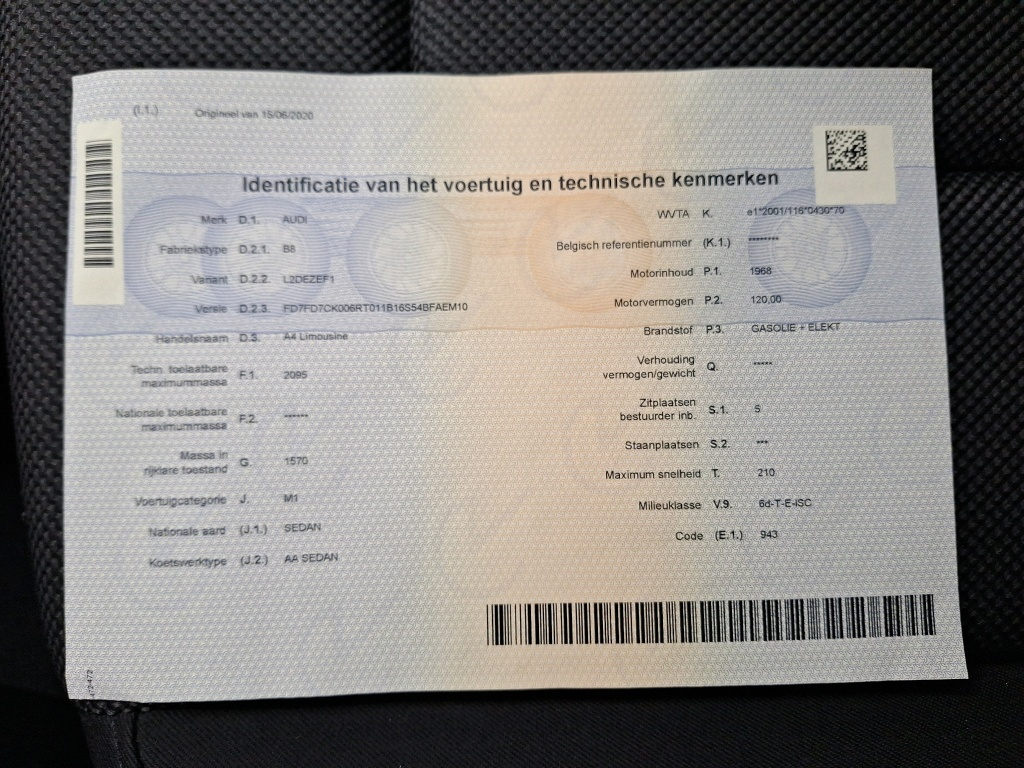 (I.1.) Origineel van 15/06/2020
Identificatie van het voertuig en technische kenmerken
Merk D.1. AUDI
Fabriekstype D.2.1. B8
Variant D.2.2. L2DEZEF1
Versie D.2.3. FD7FD7CK006RT011B16S54BFAEM10
Handelsnaam D.3. A4 Limousine
Techn. toelaatbare
maximummassa F.1. 2095
Nationale toelaatbare
maximummassa F.2. ******
Massa in
rijklare toestand G. 1570
Voertuigcategorie J. M1
Nationale aard (J.1.) SEDAN
Koetswerktype (J.2.) AA SEDAN
WVTA K. e1*2001/116*0430*70
Belgisch referentienummer (K.1.) ********
Motorinhoud P.1. 1968
Motorvermogen P.2. 120,00
Brandstof P.3. GASOLIE + ELEKT
Verhouding
vermogen/gewicht Q. *****
Zitplaatsen
bestuurder inb. S.1. 5
Staanplaatsen S.2. ***
Maximum snelheid T. 210
Milieuklasse V.9. 6d-T-E-ISC
Code (E.1.) 943